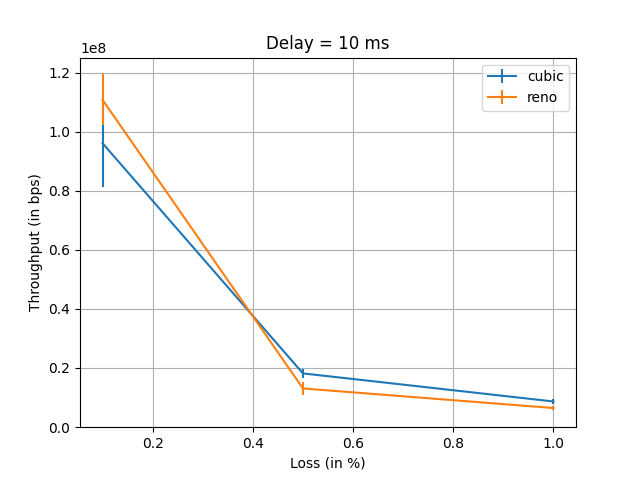 Delay = 10 ms
1e8
cubic
reno
1.2
1.0
0.8
0.6
0.4
0.2
0.0
Throughput (in bps)
0.2 0.4 0.6 0.8 1.0
Loss (in %)